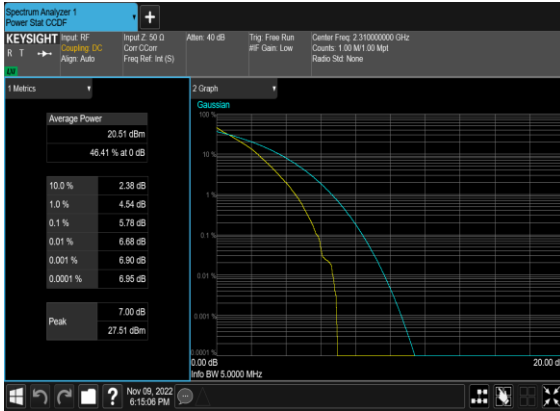 Spectrum Analyzer 1
Power Stat CCDF
KEYSIGHT
R T
Input: RF
Coupling: DC
Align: Auto
Input Z: 50 Ω
Corr CCorr
Freq Ref: Int (S)
Atten: 40 dB
Trig: Free Run
#IF Gain: Low
Center Freq: 2.310000000 GHz
Counts: 1.00 M/1.00 Mpt
Radio Std: None
1 Metrics
Average Power
20.51 dBm
46.41 % at 0 dB
10.0 % 2.38 dB
1.0 % 4.54 dB
0.1 % 5.78 dB
0.01 % 6.68 dB
0.001 % 6.90 dB
0.0001 % 6.95 dB
Peak
7.00 dB
27.51 dBm
2 Graph
Gaussian
100 %
10 %
1 %
0.1 %
0.01 %
0.001 %
0.0001 %
0.00 dB
20.00 d
Info BW 5.0000 MHz
Nov 09, 2022
6:15:06 PM